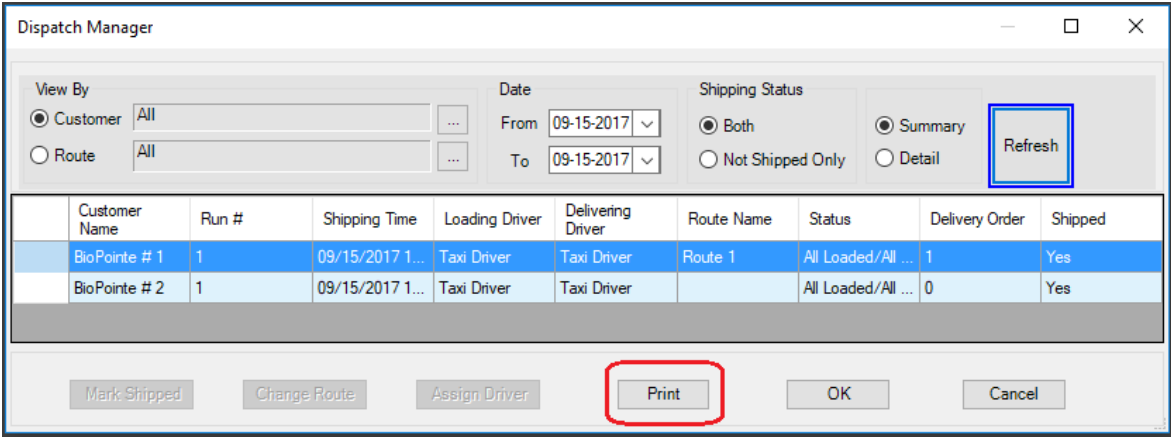 Dispatch Manager
View By
Customer All ...
Route All ...
Date
From 09-15-2017
To 09-15-2017
Shipping Status
Both
Not Shipped Only
Summary
Detail
Refresh
Customer Name Run # Shipping Time Loading Driver Delivering Driver Route Name Status Delivery Order Shipped
BioPointe # 1 1 09/15/2017 1... Taxi Driver Taxi Driver Route 1 All Loaded/All ... 1 Yes
BioPointe # 2 1 09/15/2017 1... Taxi Driver Taxi Driver All Loaded/All ... 0 Yes
Mark Shipped Change Route Assign Driver Print OK Cancel